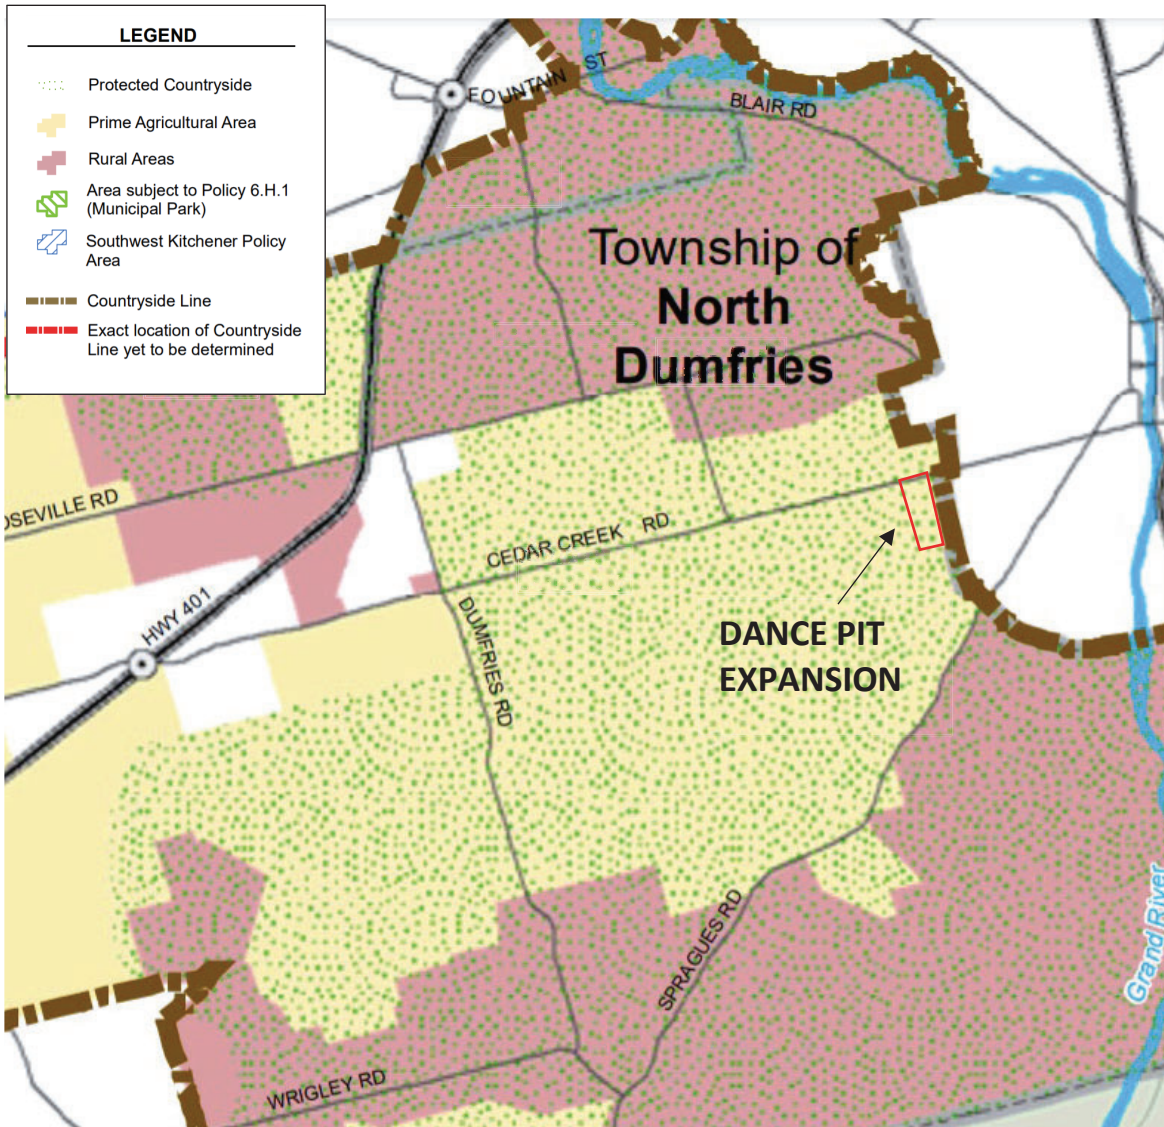 LEGEND
Protected Countryside
Prime Agricultural Area
Rural Areas
Area subject to Policy 6.H.1
(Municipal Park)
Southwest Kitchener Policy
Area
Countryside Line
Exact location of Countryside
Line yet to be determined
FOUNTAIN ST
BLAIR RD
Township of
North
Dumfries
OSEVILLE RD
CEDAR CREEK RD
HWY 401
DUMFRIES RD
DANCE PIT
EXPANSION
SPRAGUES RD
Grand River
WRIGLEY RD